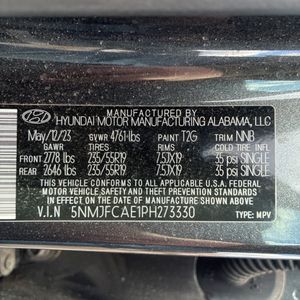 MANUFACTURED BY
HYUNDAI MOTOR MANUFACTURING ALABAMA, LLC
May/12/23 GVWR 4761 lbs PAINT T2G TRIM NNB
GAWR TIRE RIMS COLD TIRE INFL
FRONT 2778 lbs 235/55R19 7.5JX19 35 psi SINGLE
REAR 2646 lbs 235/55R19 7.5JX19 35 psi SINGLE
THIS VEHICLE CONFORMS TO ALL APPLICABLE
FEDERAL MOTOR VEHICLE SAFETY, BUMPER,
AND THEFT PREVENTION STANDARDS IN EFFECT
ON THE DATE OF MANUFACTURE SHOWN ABOVE.
V.I.N 5NMJFCAE1PH273330 TYPE: MPV